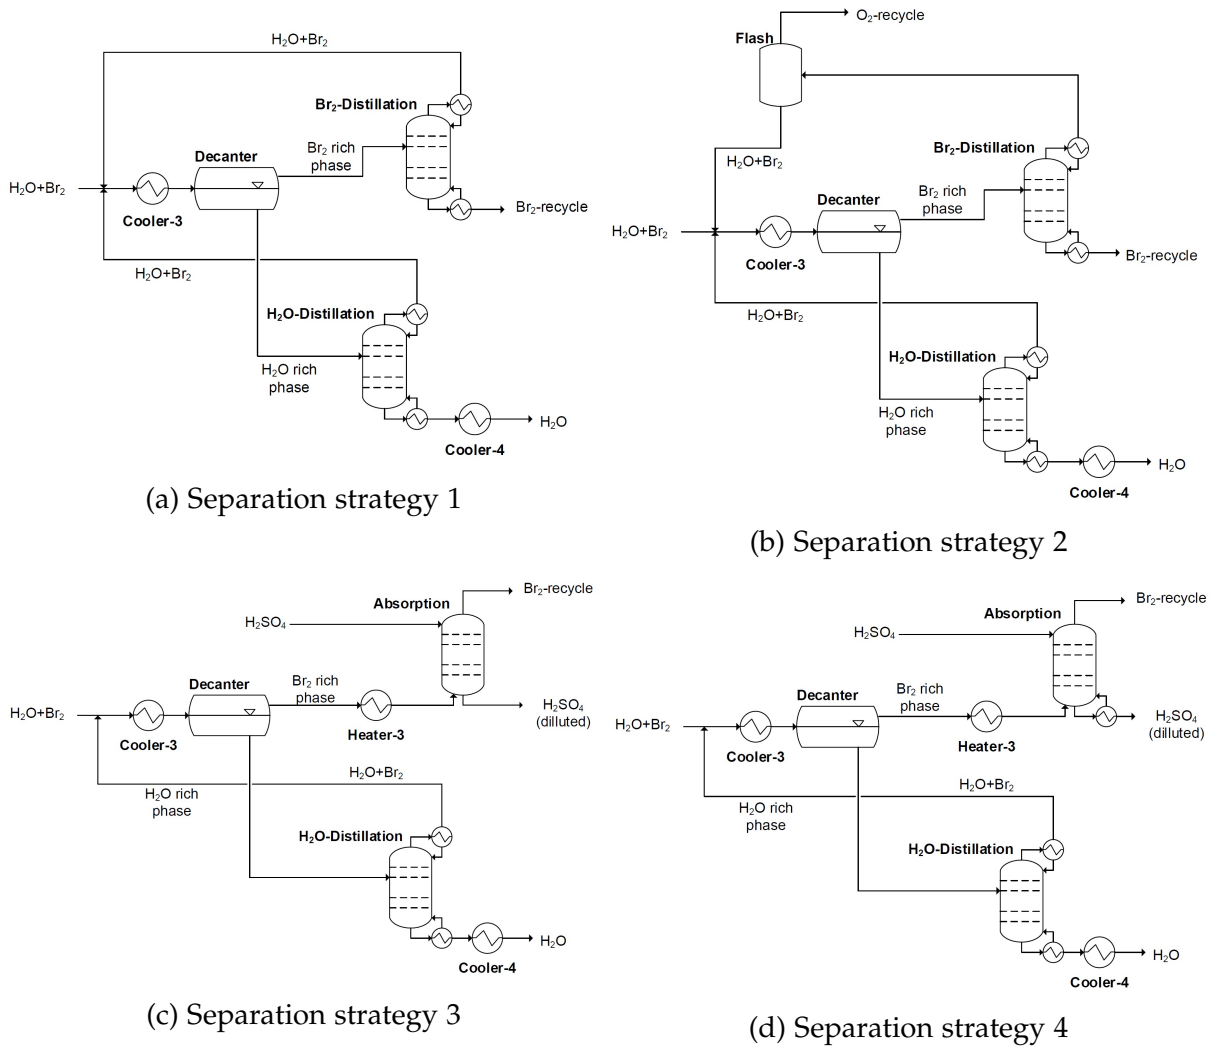 H₂O+Br₂
Br₂-Distillation
Br₂ rich
phase
Decanter
H₂O+Br₂
Cooler-3
Br₂-recycle
H₂O+Br₂
H₂O-Distillation
H₂O rich
phase
H₂O
Cooler-4
(a) Separation strategy 1
O₂-recycle
Flash
H₂O+Br₂
Br₂-Distillation
Br₂ rich
phase
Decanter
H₂O+Br₂
Cooler-3
Br₂-recycle
H₂O+Br₂
H₂O-Distillation
H₂O rich
phase
H₂O
Cooler-4
(b) Separation strategy 2
Br₂-recycle
Absorption
H₂SO₄
Br₂ rich
phase
Decanter
H₂O+Br₂
Cooler-3
Heater-3
H₂SO₄
(diluted)
H₂O+Br₂
H₂O rich
phase
H₂O-Distillation
H₂O
Cooler-4
(c) Separation strategy 3
Br₂-recycle
Absorption
H₂SO₄
Br₂ rich
phase
Decanter
H₂O+Br₂
Cooler-3
Heater-3
H₂SO₄
(diluted)
H₂O+Br₂
H₂O rich
phase
H₂O-Distillation
H₂O
Cooler-4
(d) Separation strategy 4